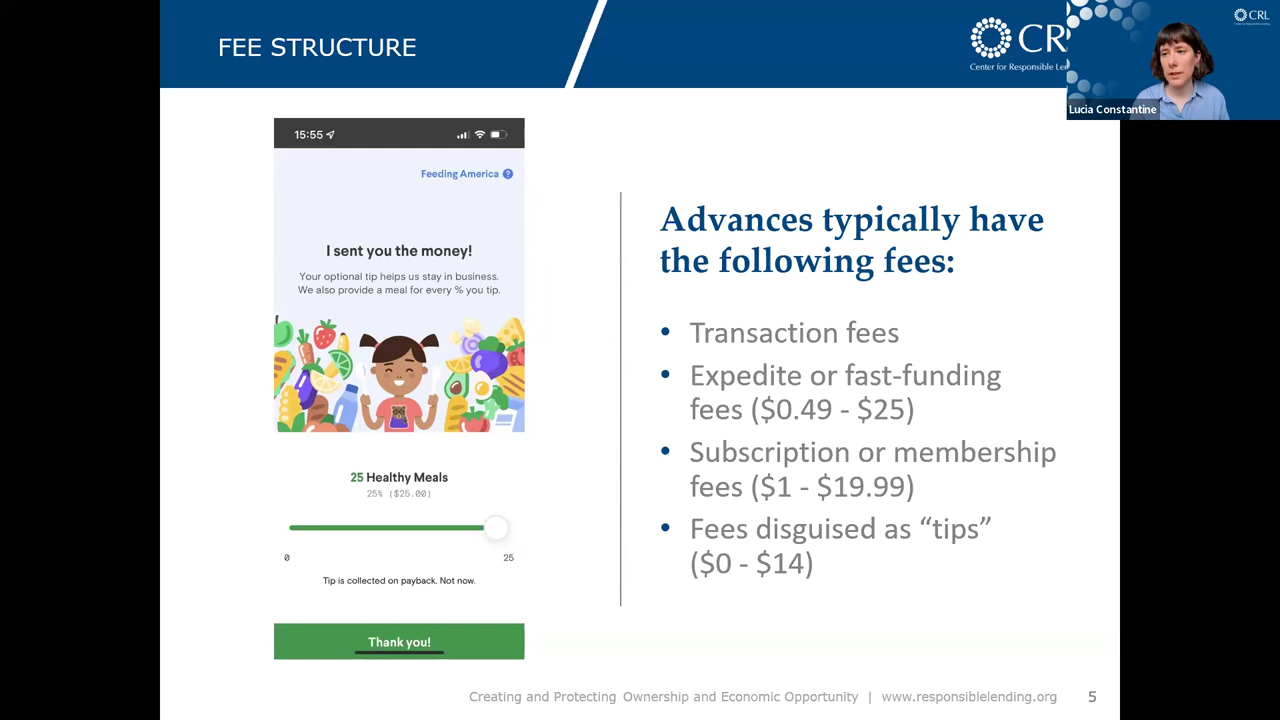 FEE STRUCTURE
CR
Center for Responsible Le
CRL
Lucia Constantine
15:55
Feeding America ?
I sent you the money!
Your optional tip helps us stay in business.
We also provide a meal for every % you tip.
25 Healthy Meals
25% ($25.00)
0
25
Tip is collected on payback. Not now.
Thank you!
Advances typically have
the following fees:
• Transaction fees
• Expedite or fast-funding
fees ($0.49 - $25)
• Subscription or membership
fees ($1 - $19.99)
• Fees disguised as “tips”
($0 - $14)
Creating and Protecting Ownership and Economic Opportunity | www.responsiblelending.org 5